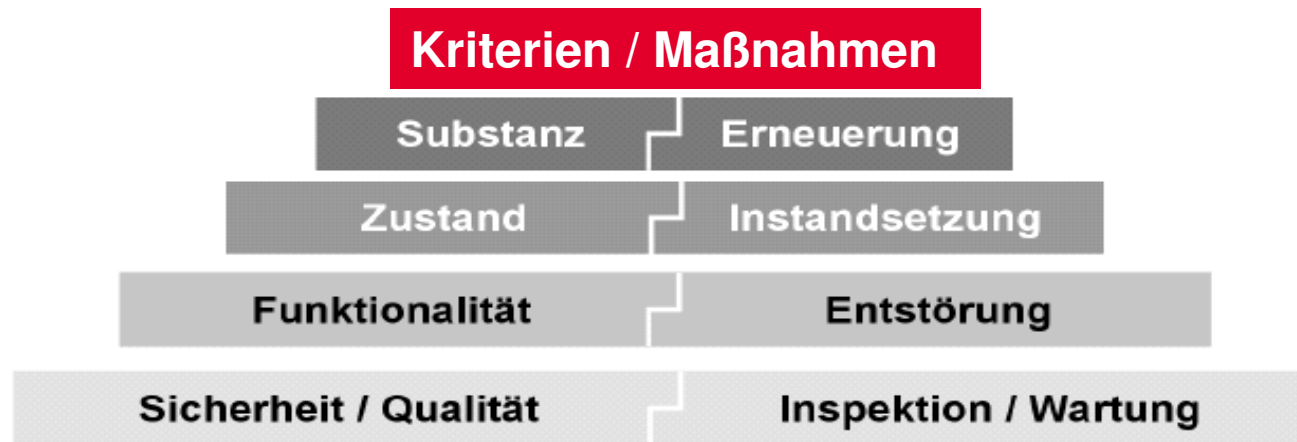 Kriterien / Maßnahmen
Substanz Erneuerung
Zustand Instandsetzung
Funktionalität Entstörung
Sicherheit / Qualität Inspektion / Wartung